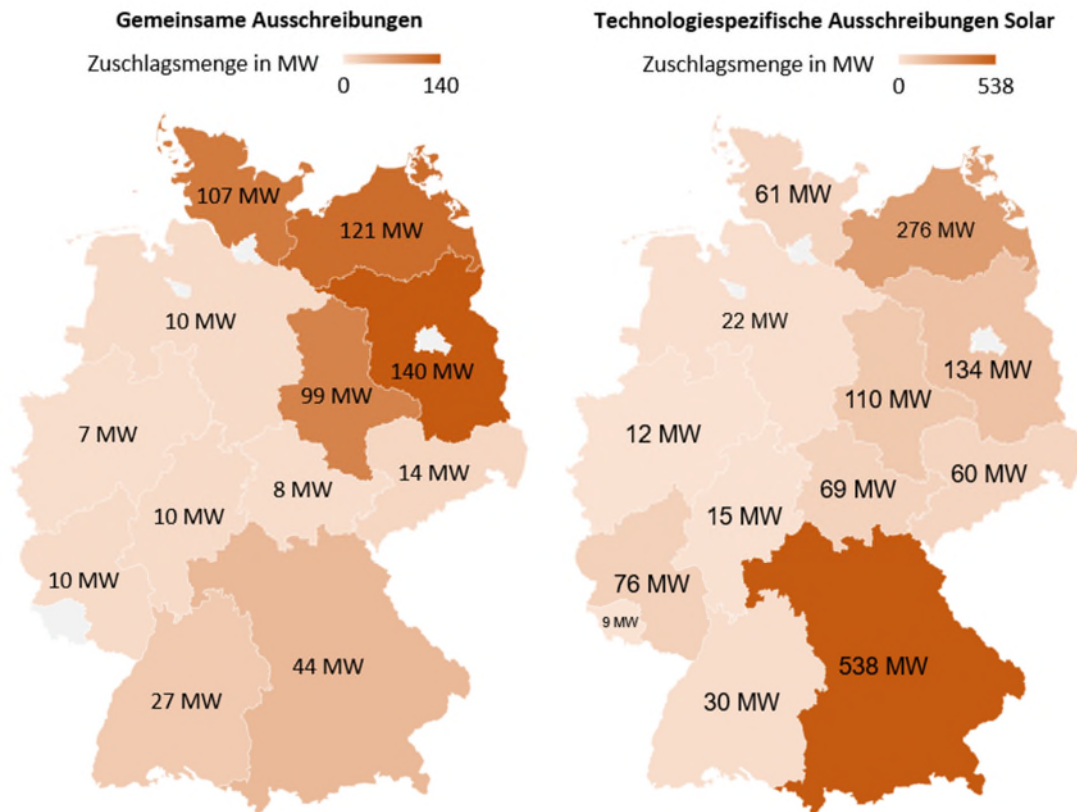 Gemeinsame Ausschreibungen
Zuschlagsmenge in MW
0 140
107 MW
121 MW
10 MW
140 MW
99 MW
7 MW
14 MW
8 MW
10 MW
10 MW
44 MW
27 MW
Technologiespezifische Ausschreibungen Solar
Zuschlagsmenge in MW
0 538
61 MW
276 MW
22 MW
134 MW
110 MW
12 MW
60 MW
69 MW
15 MW
76 MW
9 MW
538 MW
30 MW